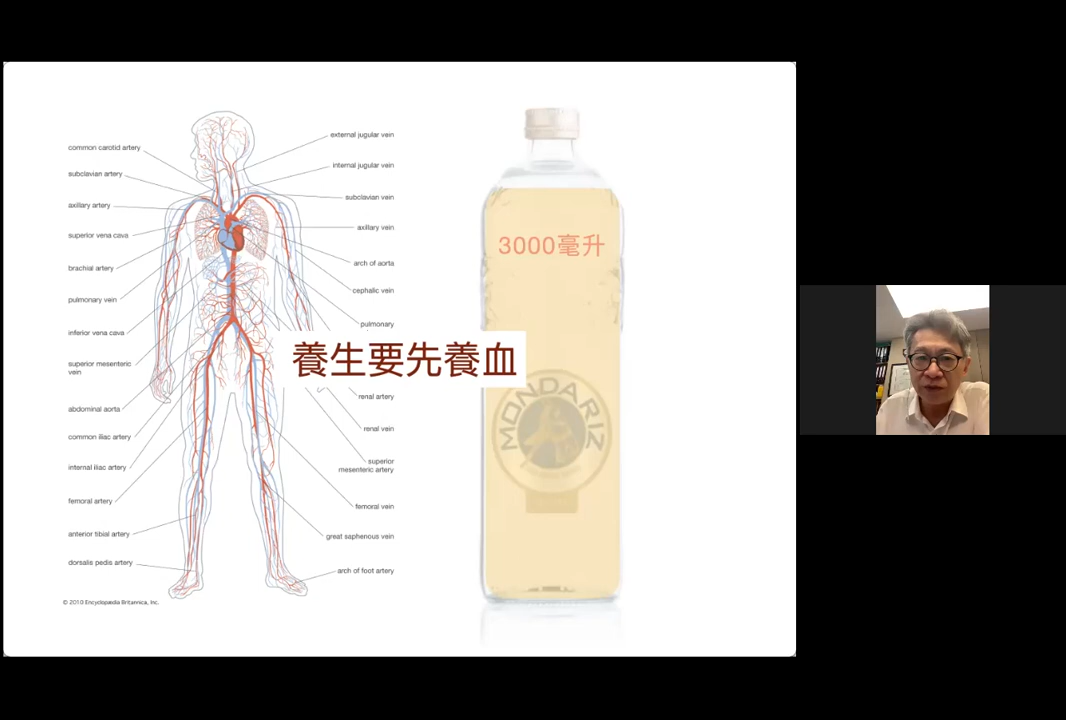 common carotid artery
subclavian artery
axillary artery
superior vena cava
brachial artery
pulmonary vein
inferior vena cava
superior mesenteric
vein
abdominal aorta
common iliac artery
internal iliac artery
femoral artery
anterior tibial artery
dorsalis pedis artery
© 2010 Encyclopædia Britannica, Inc.
external jugular vein
internal jugular vein
subclavian vein
axillary vein
arch of aorta
cephalic vein
pulmonary
renal artery
renal vein
superior
mesenteric artery
femoral vein
great saphenous vein
arch of foot artery
養生要先養血
3000毫升
MONDARIZ